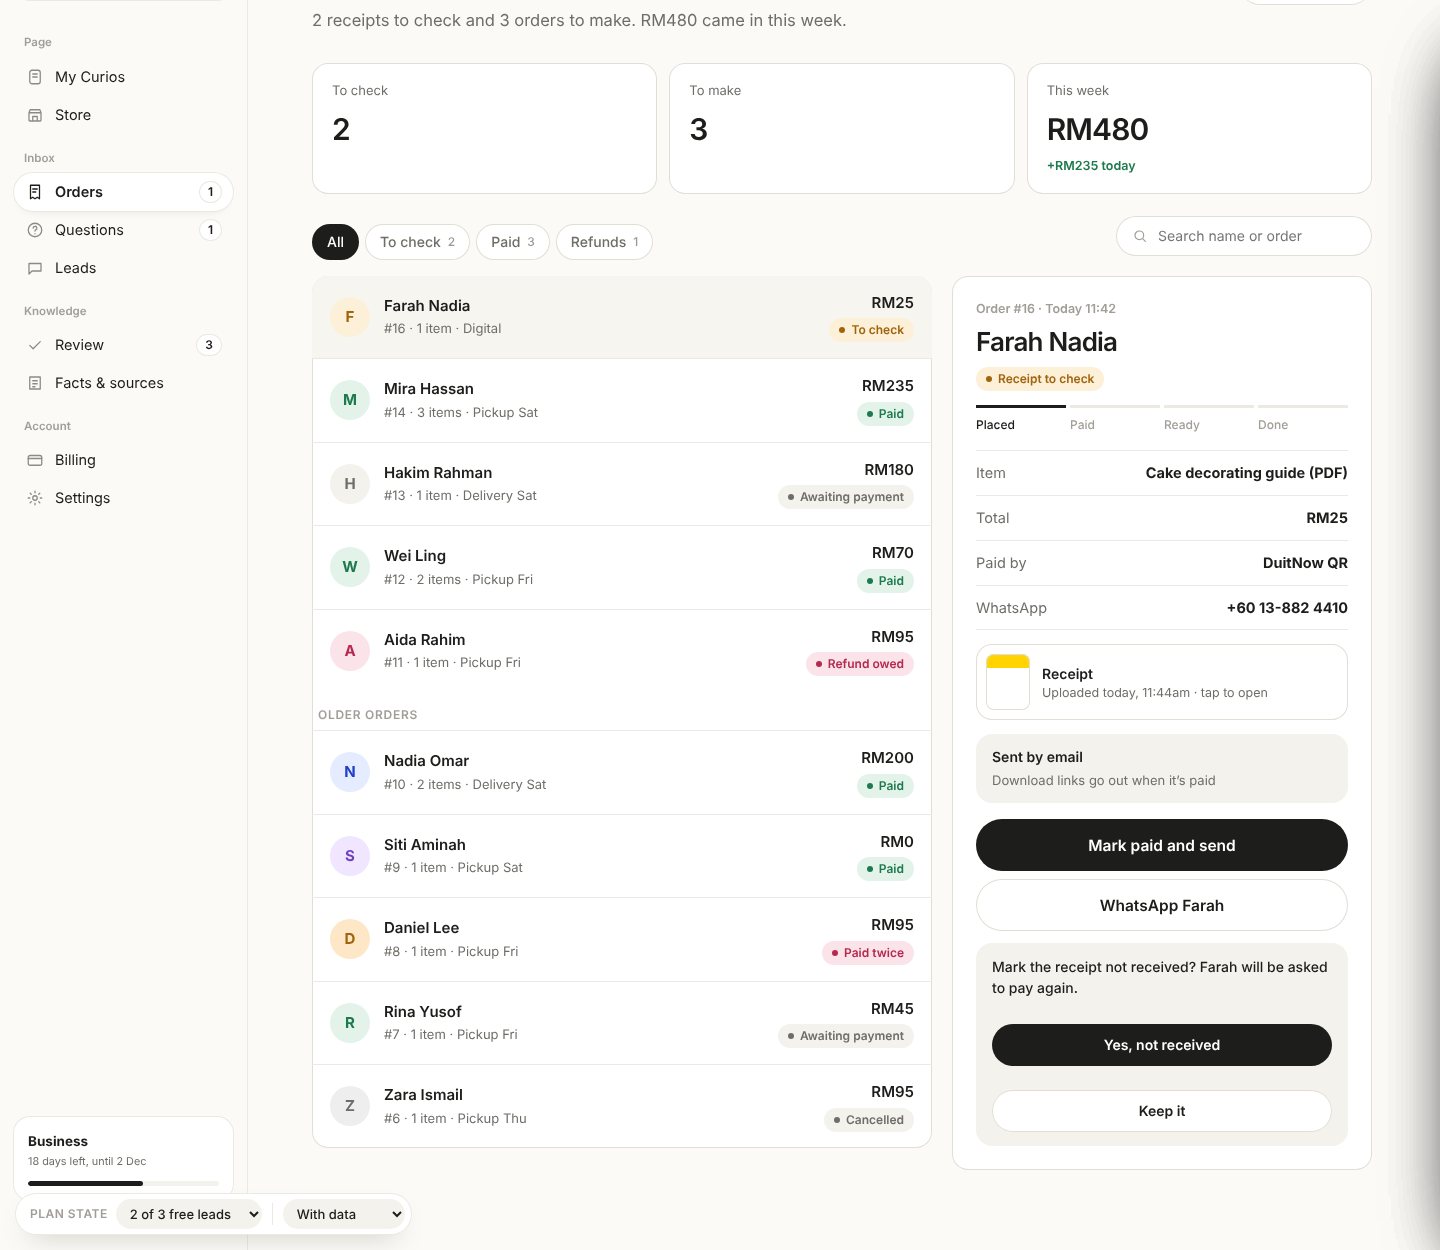 2 receipts to check and 3 orders to make. RM480 came in this week.
Page
My Curios
Store
Inbox
Orders 1
Questions 1
Leads
Knowledge
Review 3
Facts & sources
Account
Billing
Settings
Business
18 days left, until 2 Dec
PLAN STATE 2 of 3 free leads With data
To check
2
To make
3
This week
RM480
+RM235 today
All To check 2 Paid 3 Refunds 1
Search name or order
F
Farah Nadia RM25
#16 · 1 item · Digital To check
M
Mira Hassan RM235
#14 · 3 items · Pickup Sat Paid
H
Hakim Rahman RM180
#13 · 1 item · Delivery Sat Awaiting payment
W
Wei Ling RM70
#12 · 2 items · Pickup Fri Paid
A
Aida Rahim RM95
#11 · 1 item · Pickup Fri Refund owed
OLDER ORDERS
N
Nadia Omar RM200
#10 · 2 items · Delivery Sat Paid
S
Siti Aminah RM0
#9 · 1 item · Pickup Sat Paid
D
Daniel Lee RM95
#8 · 1 item · Pickup Fri Paid twice
R
Rina Yusof RM45
#7 · 1 item · Pickup Fri Awaiting payment
Z
Zara Ismail RM95
#6 · 1 item · Pickup Thu Cancelled
Order #16 · Today 11:42
Farah Nadia
Receipt to check
Placed Paid Ready Done
Item Cake decorating guide (PDF)
Total RM25
Paid by DuitNow QR
WhatsApp +60 13-882 4410
Receipt
Uploaded today, 11:44am · tap to open
Sent by email
Download links go out when it's paid
Mark paid and send
WhatsApp Farah
Mark the receipt not received? Farah will be asked
to pay again.
Yes, not received
Keep it